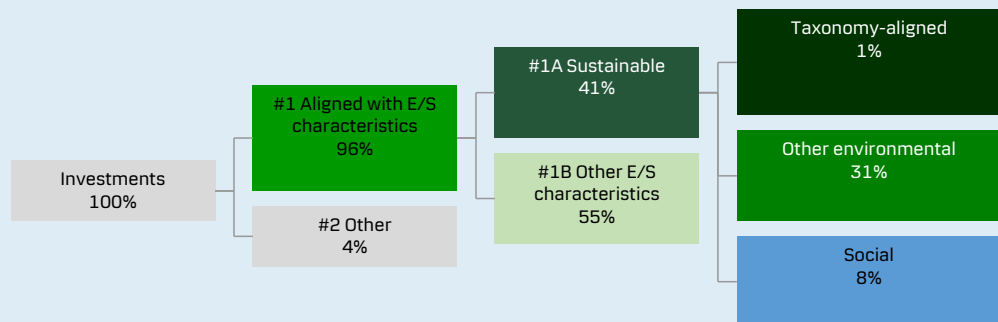 Investments
100%
#1 Aligned with E/S
characteristics
96%
#2 Other
4%
#1A Sustainable
41%
#1B Other E/S
characteristics
55%
Taxonomy-aligned
1%
Other environmental
31%
Social
8%